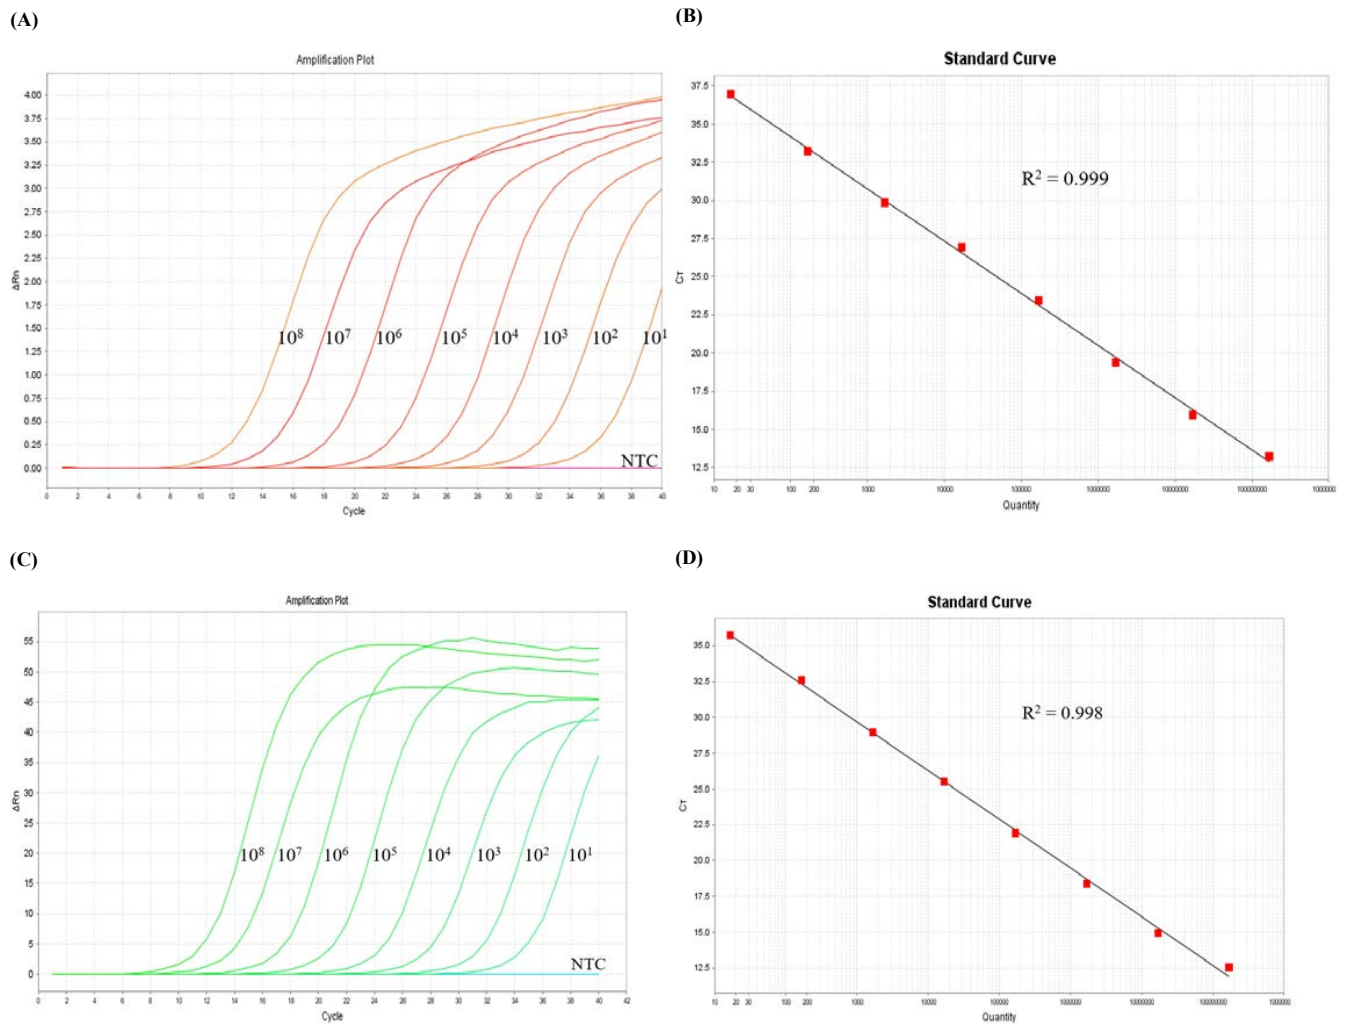 (A)
Amplification Plot
ΔRn
4.00
3.75
3.50
3.25
3.00
2.75
2.50
2.25
2.00
1.75
1.50
1.25
1.00
0.75
0.50
0.25
0.00
10⁸ 10⁷ 10⁶ 10⁵ 10⁴ 10³ 10² 10¹
NTC
0 2 4 6 8 10 12 14 16 18 20 22 24 26 28 30 32 34 36 38 40
Cycle
(B)
Standard Curve
Cт
37.5
35.0
32.5
30.0
27.5
25.0
22.5
20.0
17.5
15.0
12.5
R² = 0.999
10 20 30 100 200 1000 10000 100000 1000000 10000000 100000000 1000000
Quantity
(C)
Amplification Plot
ΔRn
55
50
45
40
35
30
25
20
15
10
5
0
10⁸ 10⁷ 10⁶ 10⁵ 10⁴ 10³ 10² 10¹
NTC
0 2 4 6 8 10 12 14 16 18 20 22 24 26 28 30 32 34 36 38 40 42
Cycle
(D)
Standard Curve
Cт
35.0
32.5
30.0
27.5
25.0
22.5
20.0
17.5
15.0
12.5
R² = 0.998
10 20 30 100 200 1000 10000 100000 1000000 10000000 100000000 1000000
Quantity